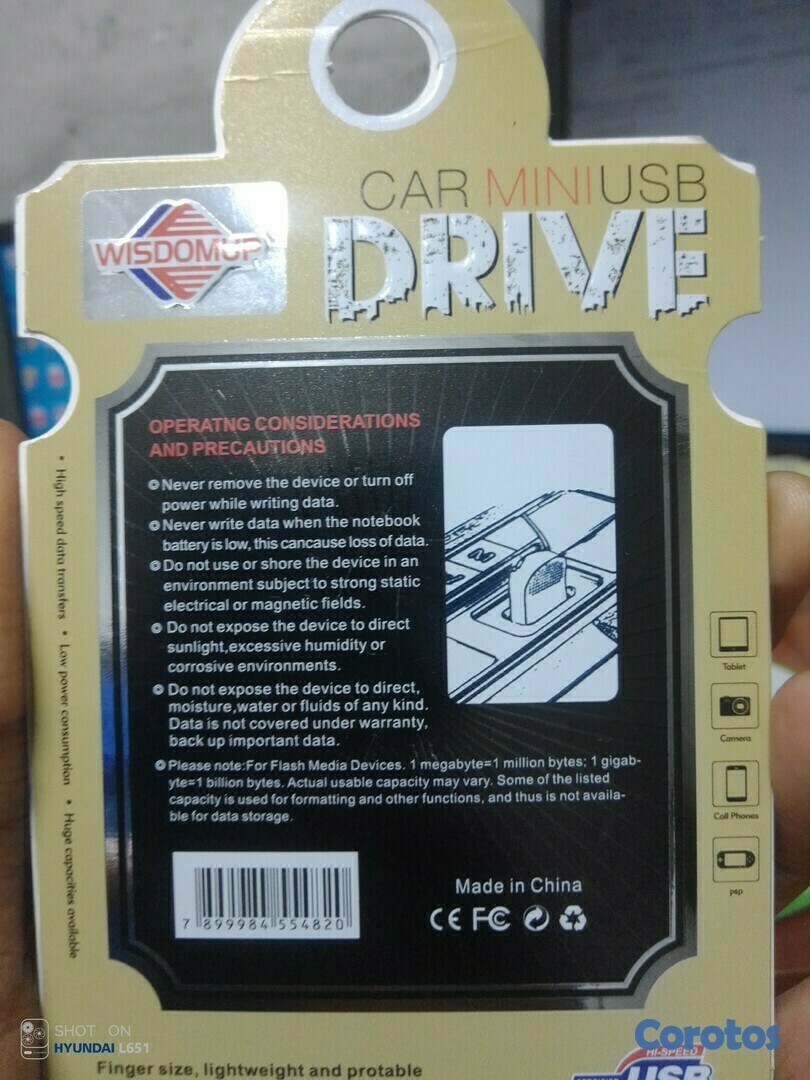 CAR MINIUSB
DRIVE
WISDOMUP
OPERATNG CONSIDERATIONS
AND PRECAUTIONS
Never remove the device or turn off
power while writing data.
Never write data when the notebook
battery is low, this cancause loss of data.
Do not use or shore the device in an
environment subject to strong static
electrical or magnetic fields.
Do not expose the device to direct
sunlight,excessive humidity or
corrosive environments.
Do not expose the device to direct,
moisture,water or fluids of any kind.
Data is not covered under warranty,
back up important data.
Please note:For Flash Media Devices. 1 megabyte=1 million bytes; 1 gigab-
yte=1 billion bytes. Actual usable capacity may vary. Some of the listed
capacity is used for formatting and other functions, and thus is not availa-
ble for data storage.
• High speed data transfers • Low power consumption • Huge capacities available
Tablet
Camera
Call Phones
psp
7 899984 554820
Made in China
CE FC
Finger size, lightweight and protable
HI-SPEED
USB
SHOT ON
HYUNDAI L651
Corotos